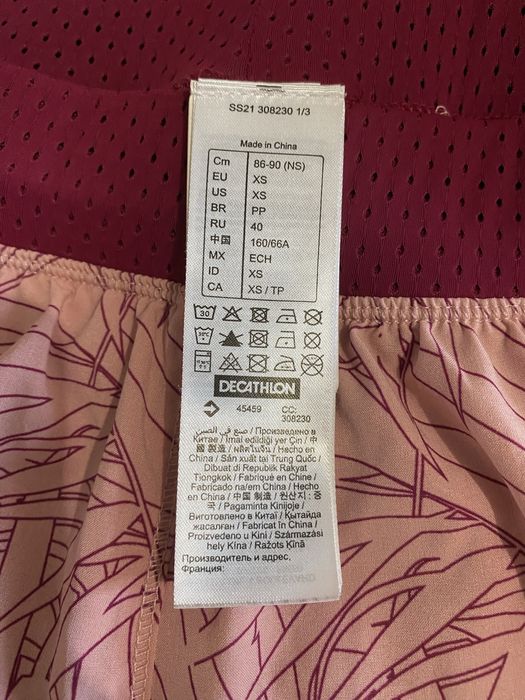 SS21 308230 1/3
Made in China
Cm 86-90 (NS)
EU XS
US XS
BR PP
RU 40
中国 160/66A
MX ECH
ID XS
CA XS / TP
30
30°C
DECATHLON
45459 CC: 308230
صنع في الصين / Произведено в
Китае / İmal edildiği yer Çin / 中
國 製造 / ผลิตในจีน / Hecho en
China / Sản xuất tại Trung Quốc /
Dibuat di Republik Rakyat
Tiongkok / Fabriqué en Chine /
Fabricado na/em China / Hecho
en China / 中国 制造 / 원산지 : 중
국 / Pagaminta Kinijoje /
Виготовлено в Китаї / Қытайда
жасалған / Fabricat în China /
Proizvedeno u Kini / Származási
hely Kína / Ražots Ķīnā
Производитель и адрес,
Франция: